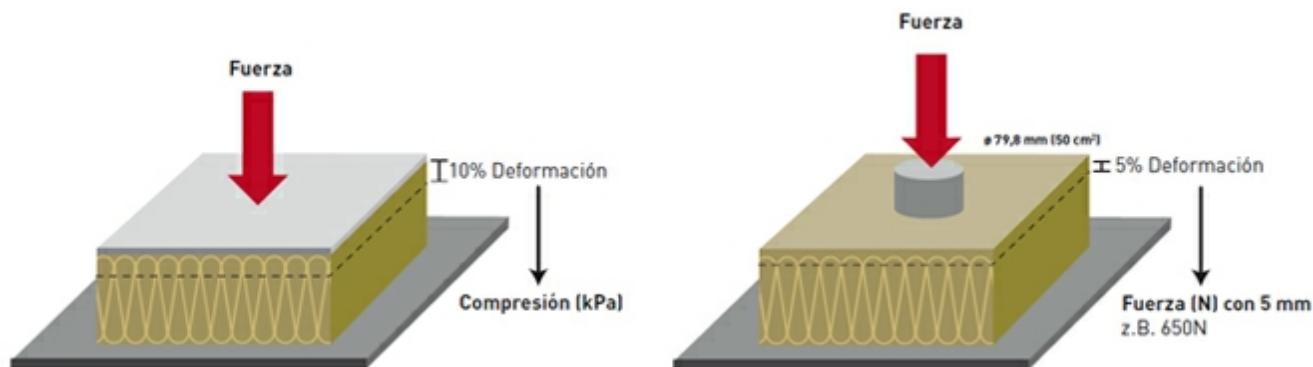 Fuerza
10% Deformación
Compresión (kPa)
Fuerza
ø 79,8 mm (50 cm²)
5% Deformación
Fuerza (N) con 5 mm
z.B. 650N